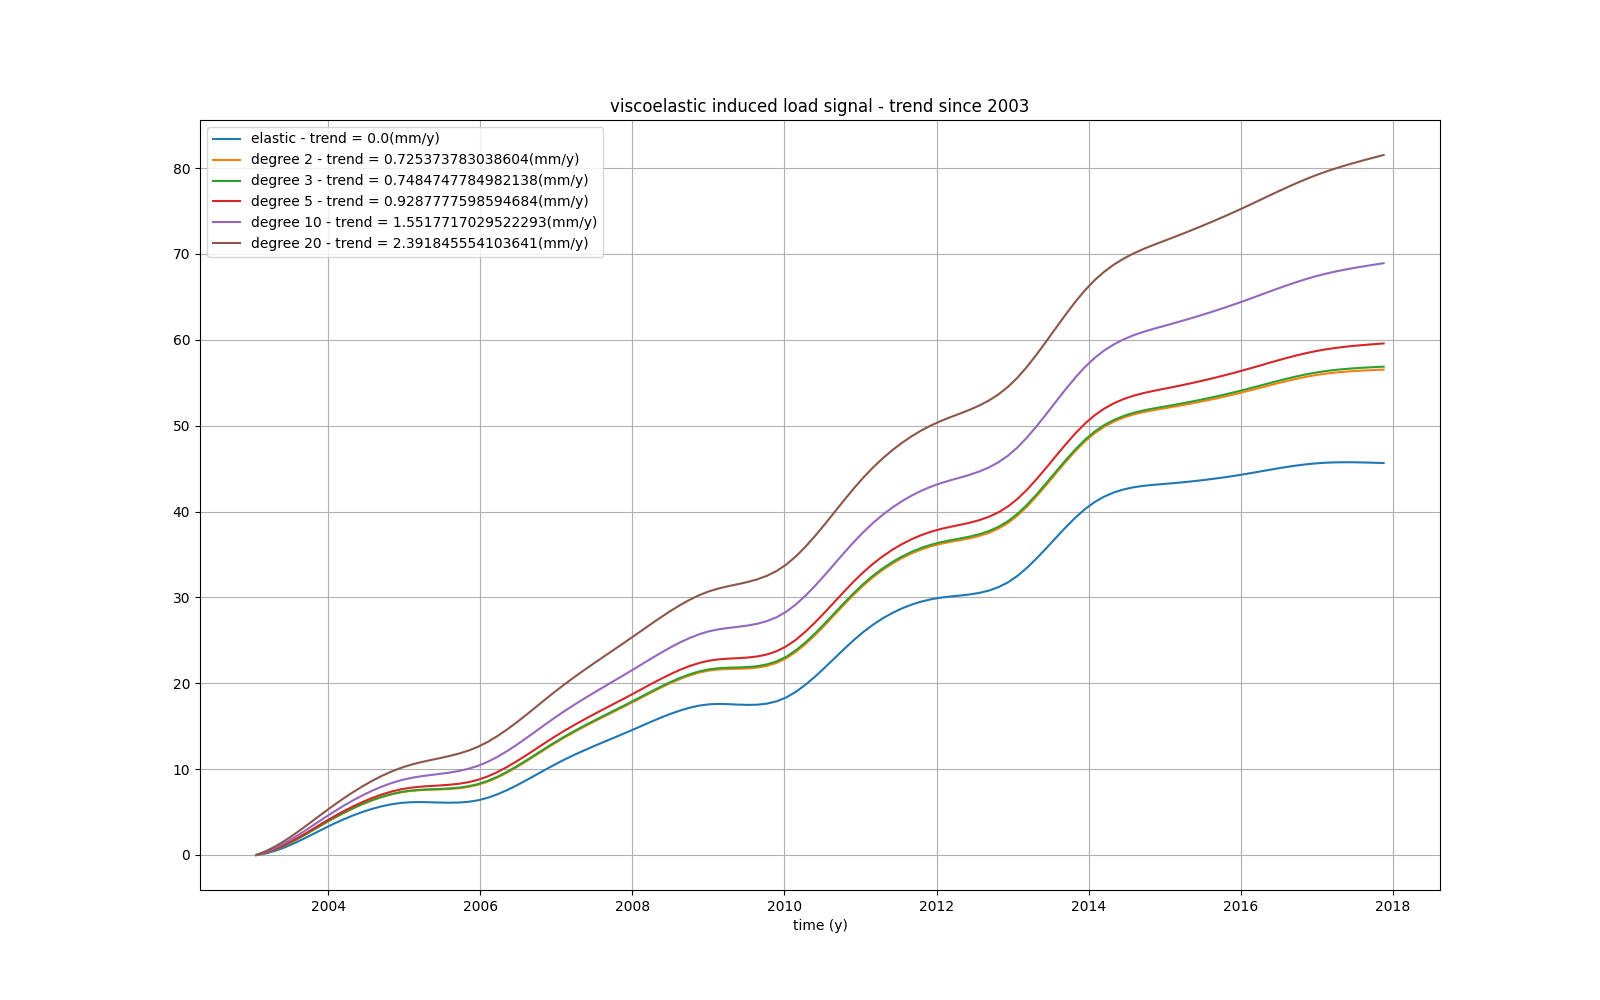 viscoelastic induced load signal - trend since 2003
elastic - trend = 0.0(mm/y)
degree 2 - trend = 0.725373783038604(mm/y)
degree 3 - trend = 0.7484747784982138(mm/y)
degree 5 - trend = 0.9287777598594684(mm/y)
degree 10 - trend = 1.5517717029522293(mm/y)
degree 20 - trend = 2.391845554103641(mm/y)
80
70
60
50
40
30
20
10
0
2004 2006 2008 2010 2012 2014 2016 2018
time (y)